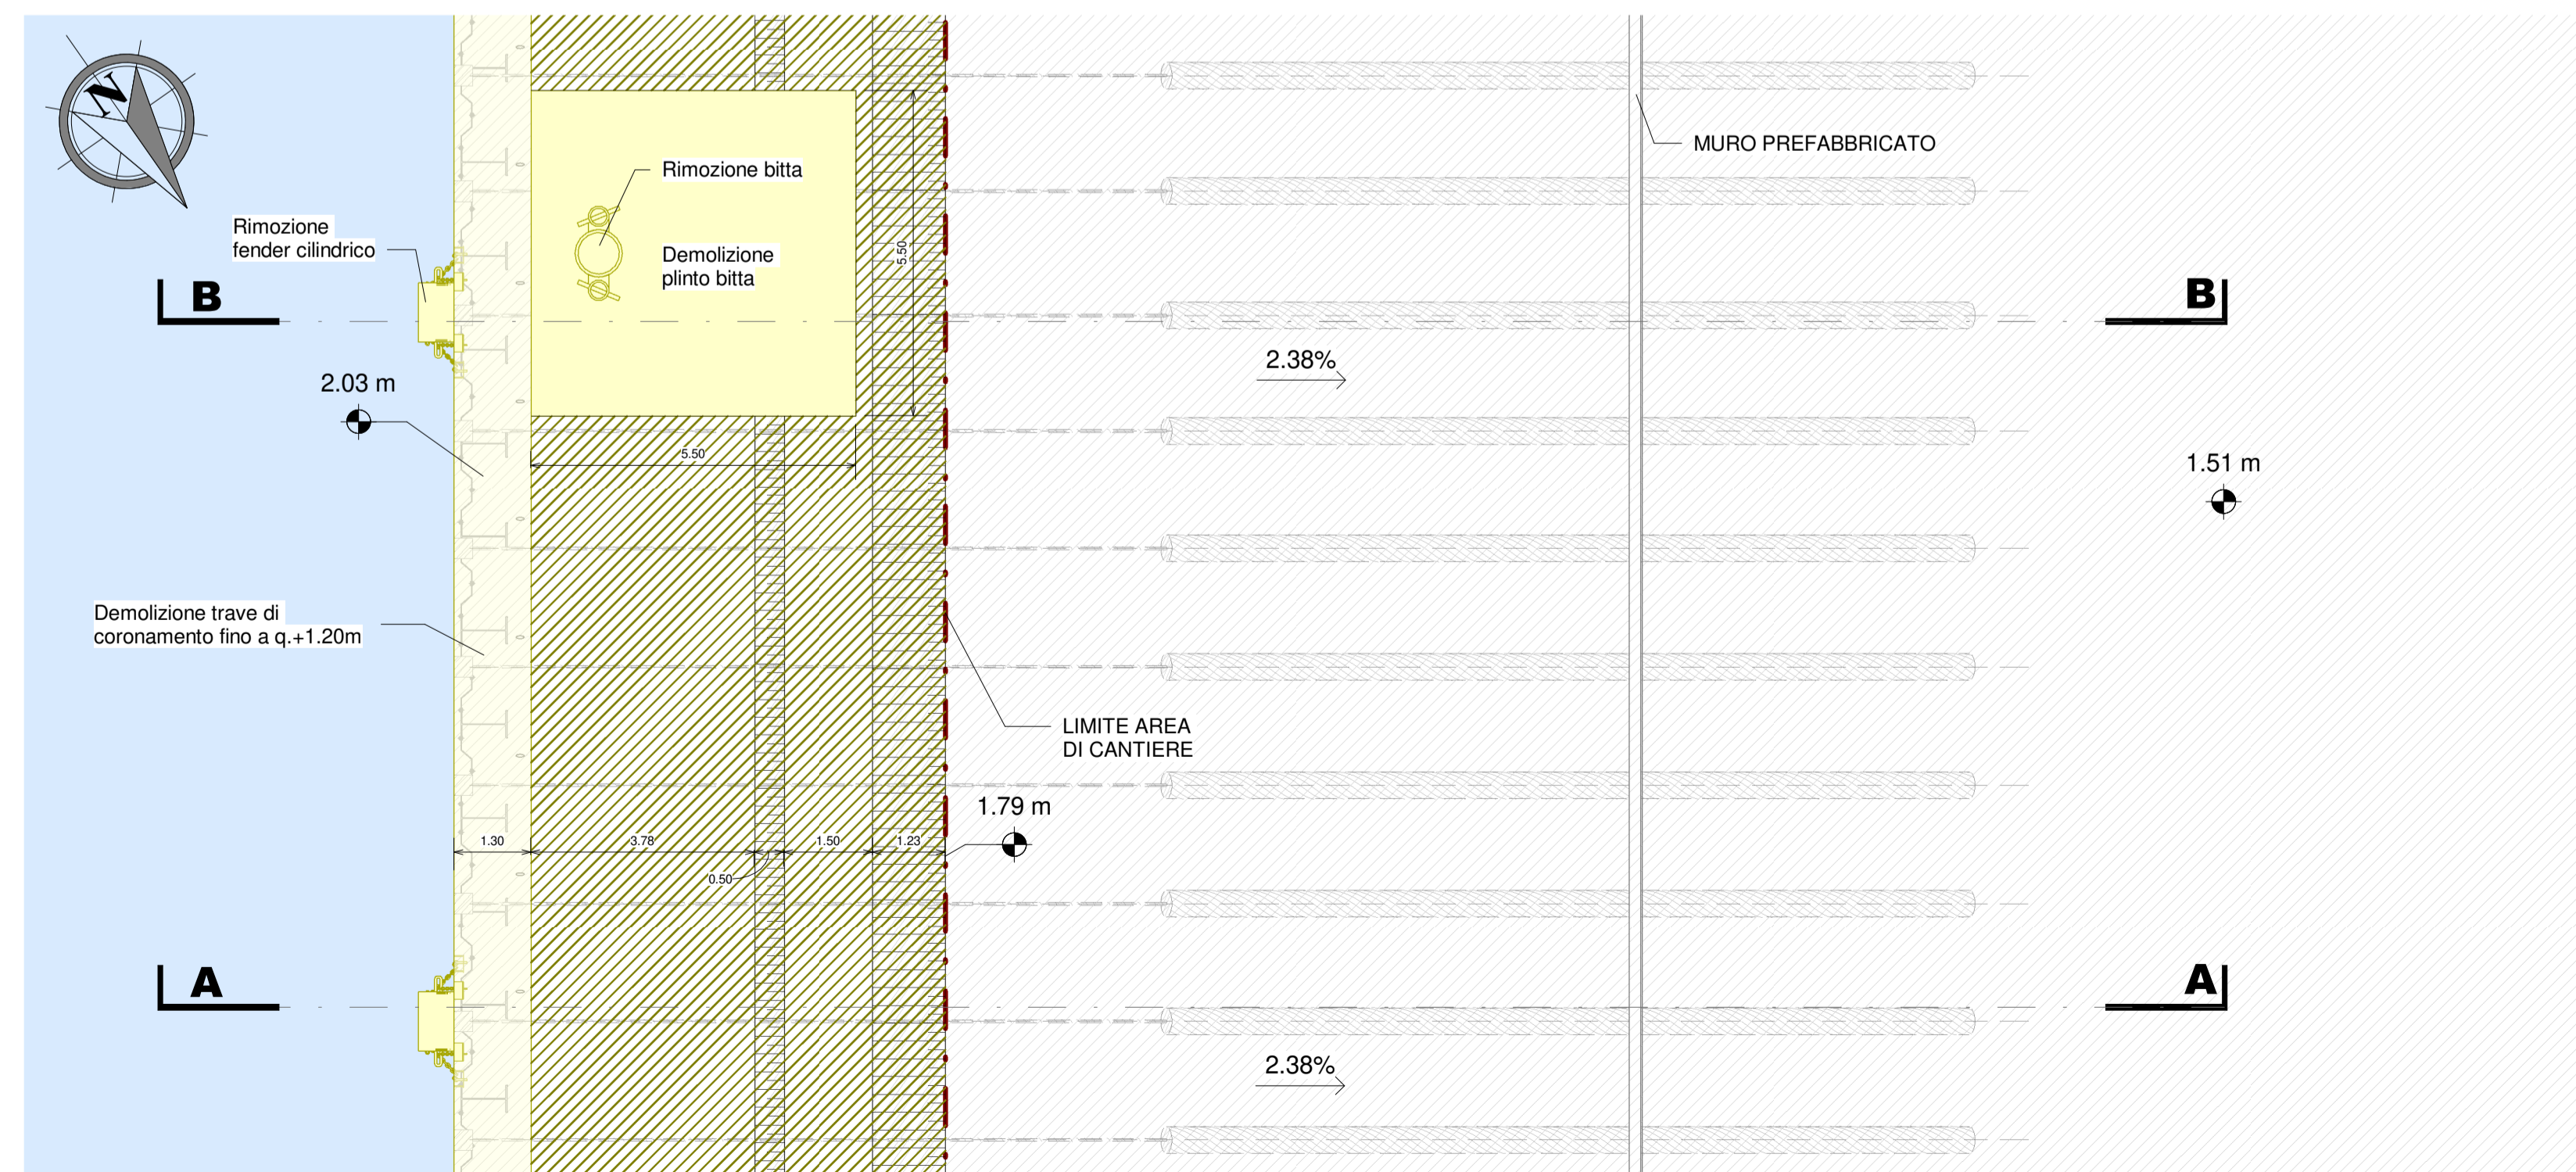 N
MURO PREFABBRICATO
Rimozione bitta
Rimozione
fender cilindrico
Demolizione
plinto bitta
5.50
B
B
2.38%
2.03 m
5.50
1.51 m
Demolizione trave di
coronamento fino a q.+1.20m
LIMITE AREA
DI CANTIERE
1.79 m
1.30
3.78
1.50
1.23
0.50
A
A
2.38%